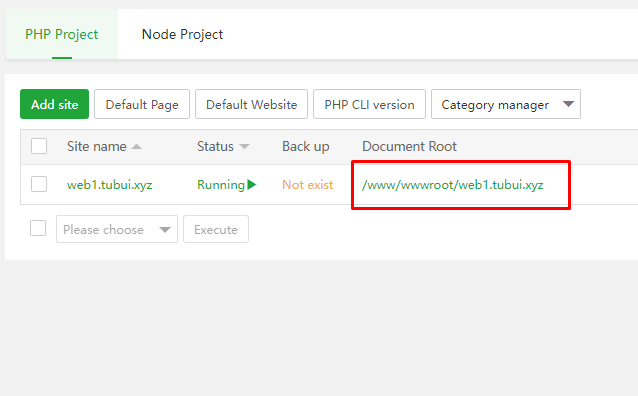 PHP Project Node Project
Add site Default Page Default Website PHP CLI version Category manager
Site name Status Back up Document Root
web1.tubui.xyz Running Not exist /www/wwwroot/web1.tubui.xyz
Please choose Execute